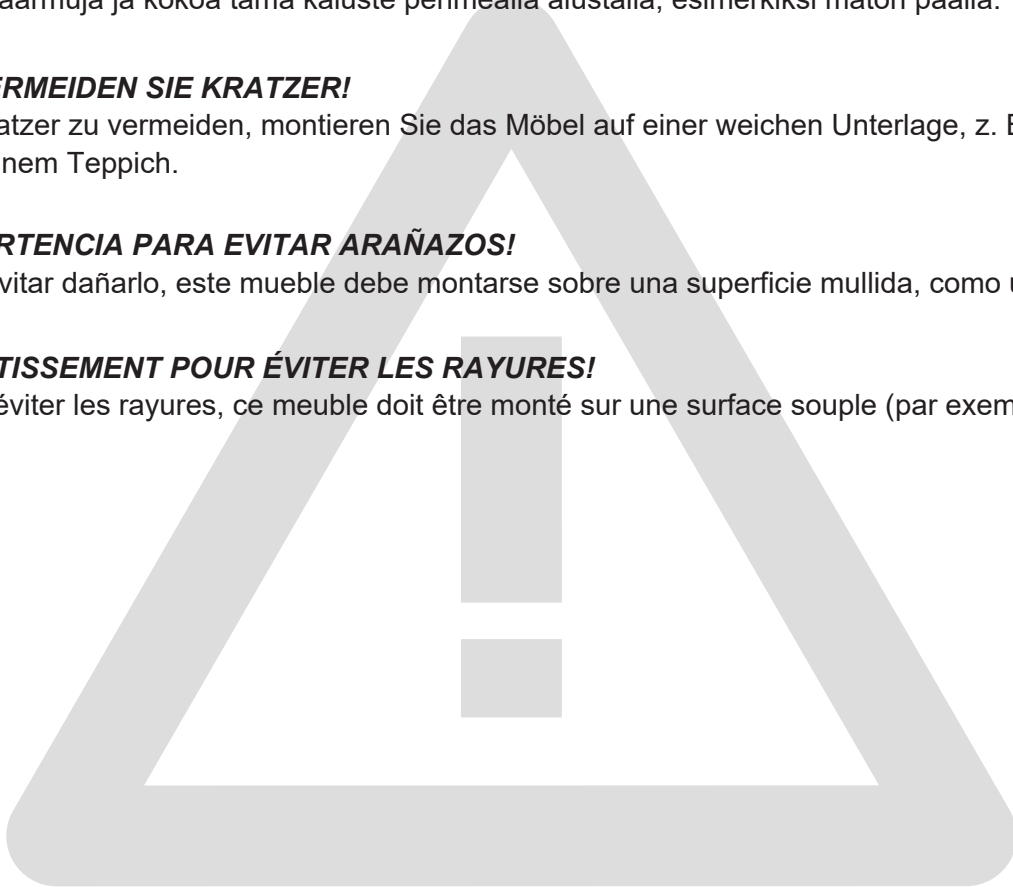 ja kokoa tämä kaluste pehmeällä alustalla, esimerkiksi maton päällä.
ERMEIDEN SIE KRATZER!
atzer zu vermeiden, montieren Sie das Möbel auf einer weichen Unterlage, z.
nem Teppich.
RTENCIA PARA EVITAR ARAÑAZOS!
vitar dañarlo, este mueble debe montarse sobre una superficie mullida, como
TISSEMENT POUR ÉVITER LES RAYURES!
éviter les rayures, ce meuble doit être monté sur une surface souple (par exem